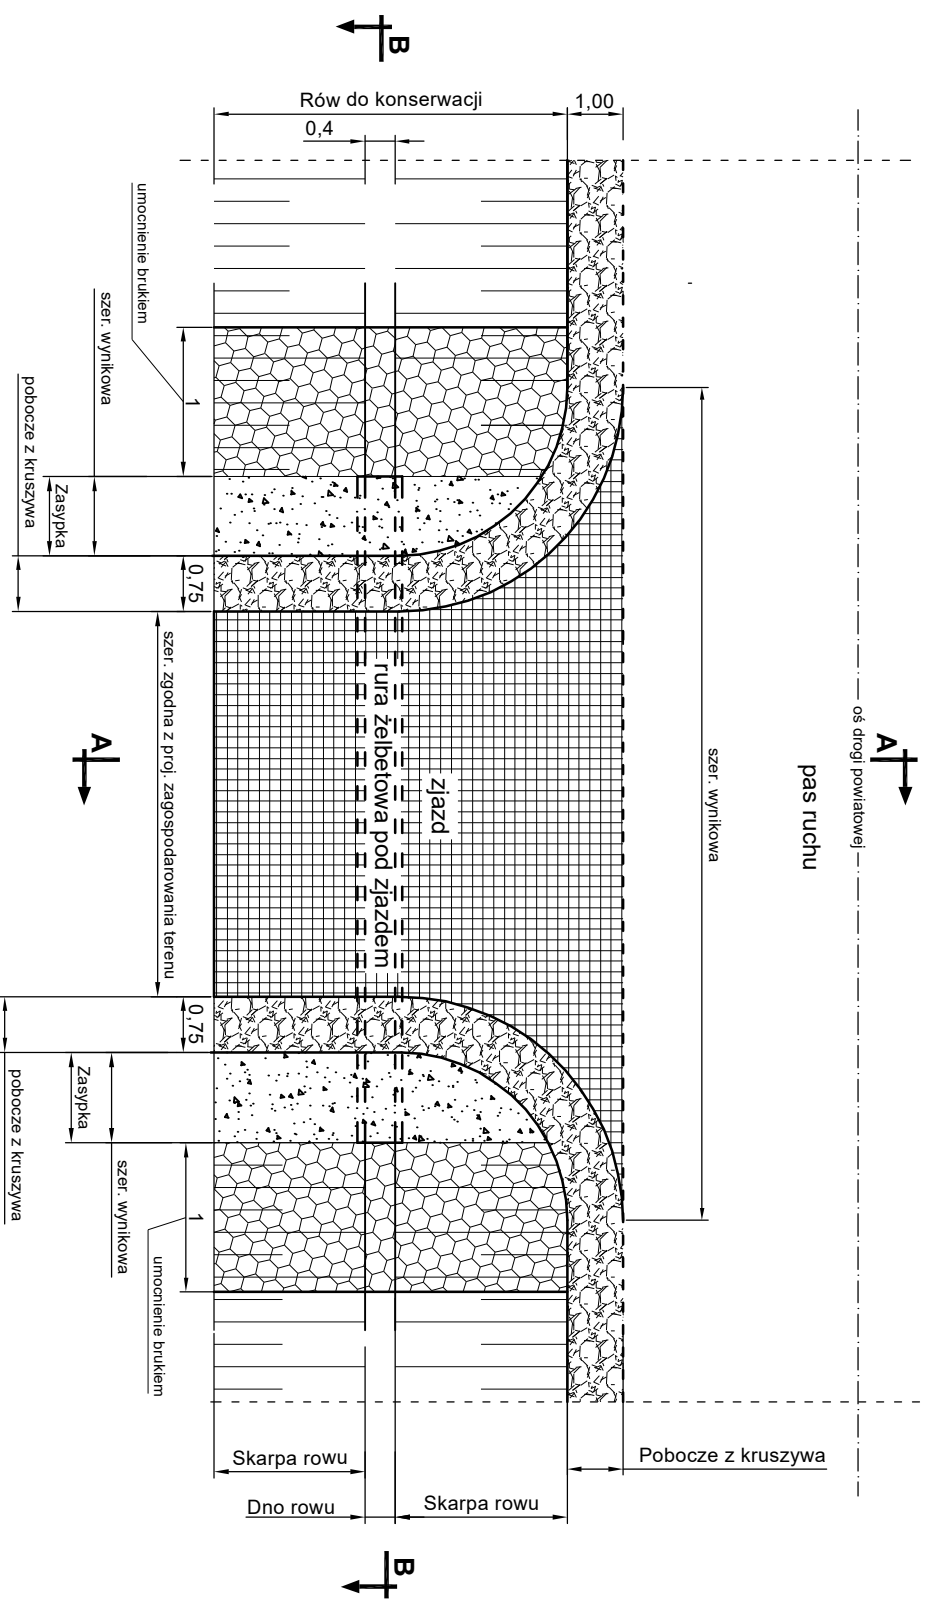 B
Rów do konserwacji
1,00
0,4
umocnienie brukiem
szer. wynikowa
1
pobocze z kruszywa
Zasypka
0,75
szer. zgodna z proj. zagospodarowania terenu
rura żelbetowa pod zjazdem
zjazd
szer. wynikowa
pas ruchu
oś drogi powiatowej
A
A
0,75
pobocze z kruszywa
Zasypka
szer. wynikowa
1
umocnienie brukiem
Skarpa rowu
Pobocze z kruszywa
Dno rowu
Skarpa rowu
B